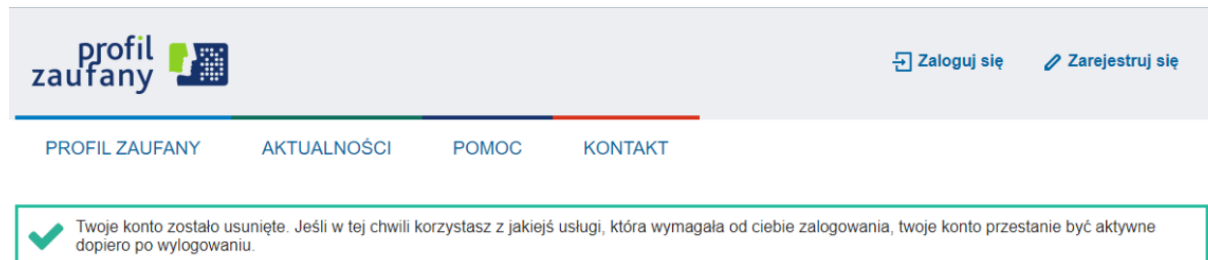 profil
zaufany
Zaloguj się
Zarejestruj się
PROFIL ZAUFANY
AKTUALNOŚCI
POMOC
KONTAKT
Twoje konto zostało usunięte. Jeśli w tej chwili korzystasz z jakiejś usługi, która wymagała od ciebie zalogowania, twoje konto przestanie być aktywne
dopiero po wylogowaniu.